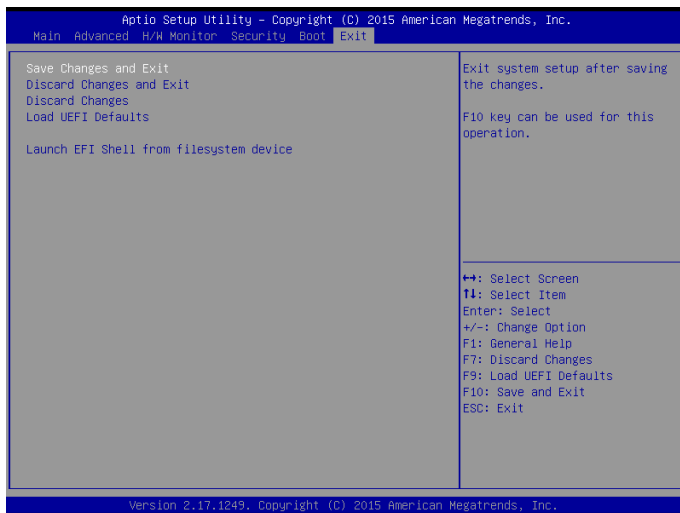 Aptio Setup Utility – Copyright (C) 2015 American Megatrends, Inc.
Main Advanced H/W Monitor Security Boot Exit
Save Changes and Exit
Discard Changes and Exit
Discard Changes
Load UEFI Defaults
Launch EFI Shell from filesystem device
Exit system setup after saving
the changes.
F10 key can be used for this
operation.
↔: Select Screen
↑↓: Select Item
Enter: Select
+/-: Change Option
F1: General Help
F7: Discard Changes
F9: Load UEFI Defaults
F10: Save and Exit
ESC: Exit
Version 2.17.1249. Copyright (C) 2015 American Megatrends, Inc.